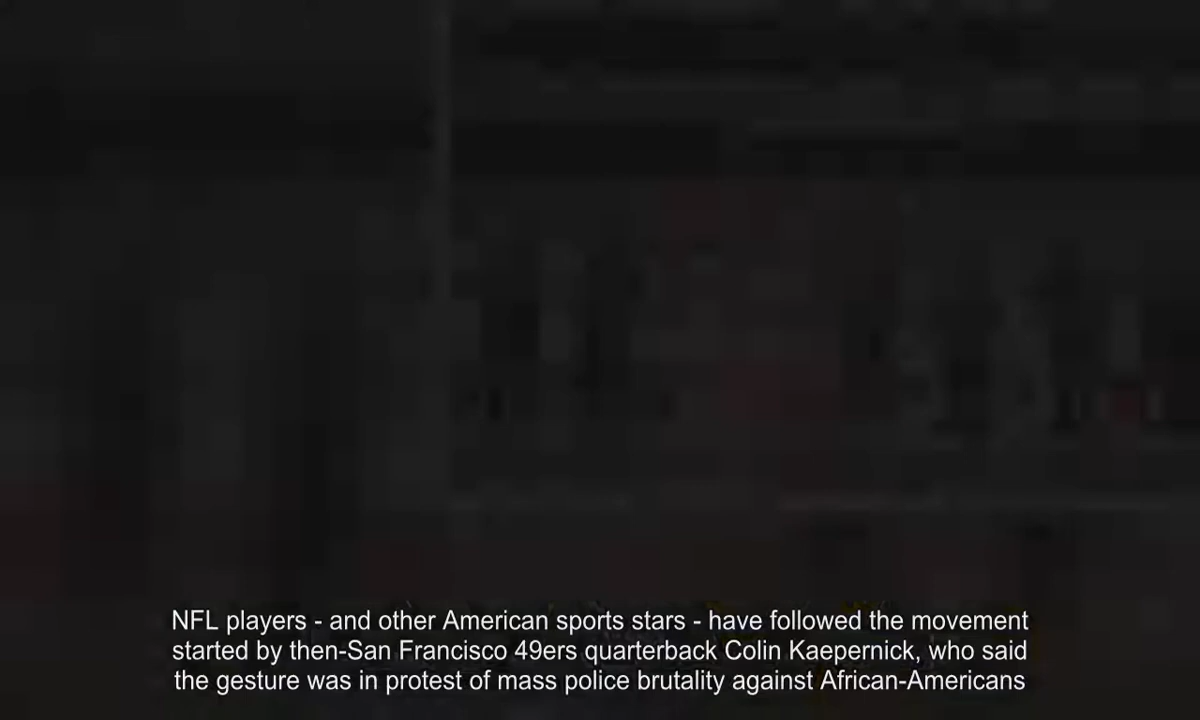 NFL players - and other American sports stars - have followed the movement
started by then-San Francisco 49ers quarterback Colin Kaepernick, who said
the gesture was in protest of mass police brutality against African-Americans